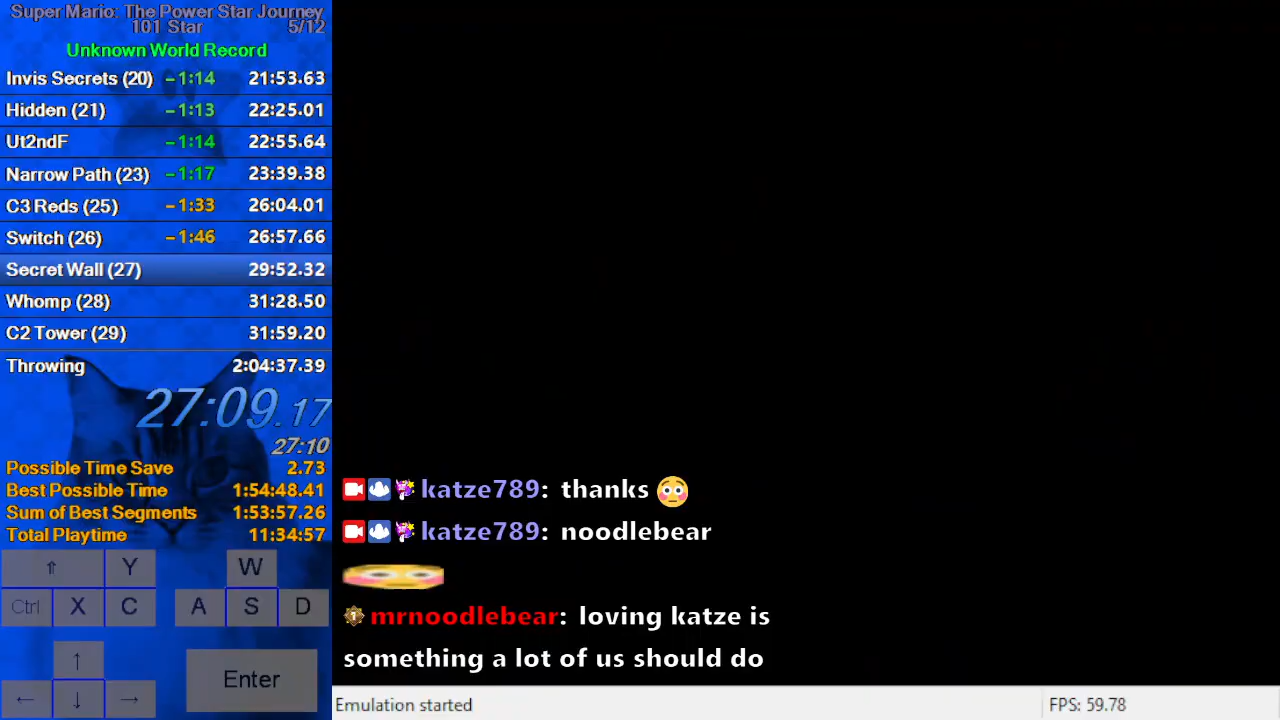 Super Mario: The Power Star Journey
101 Star 5/12
Unknown World Record
Invis Secrets (20) -1:14 21:53.63
Hidden (21) -1:13 22:25.01
Ut2ndF -1:14 22:55.64
Narrow Path (23) -1:17 23:39.38
C3 Reds (25) -1:33 26:04.01
Switch (26) -1:46 26:57.66
Secret Wall (27) 29:52.32
Whomp (28) 31:28.50
C2 Tower (29) 31:59.20
Throwing 2:04:37.39
27:09.17
27:10
Possible Time Save 2.73
Best Possible Time 1:54:48.41
Sum of Best Segments 1:53:57.26
Total Playtime 11:34:57
⇑ Y W
Ctrl X C A S D
↑ Enter
← ↓ →
katze789: thanks 😳
katze789: noodlebear
mrnoodlebear: loving katze is
something a lot of us should do
Emulation started FPS: 59.78